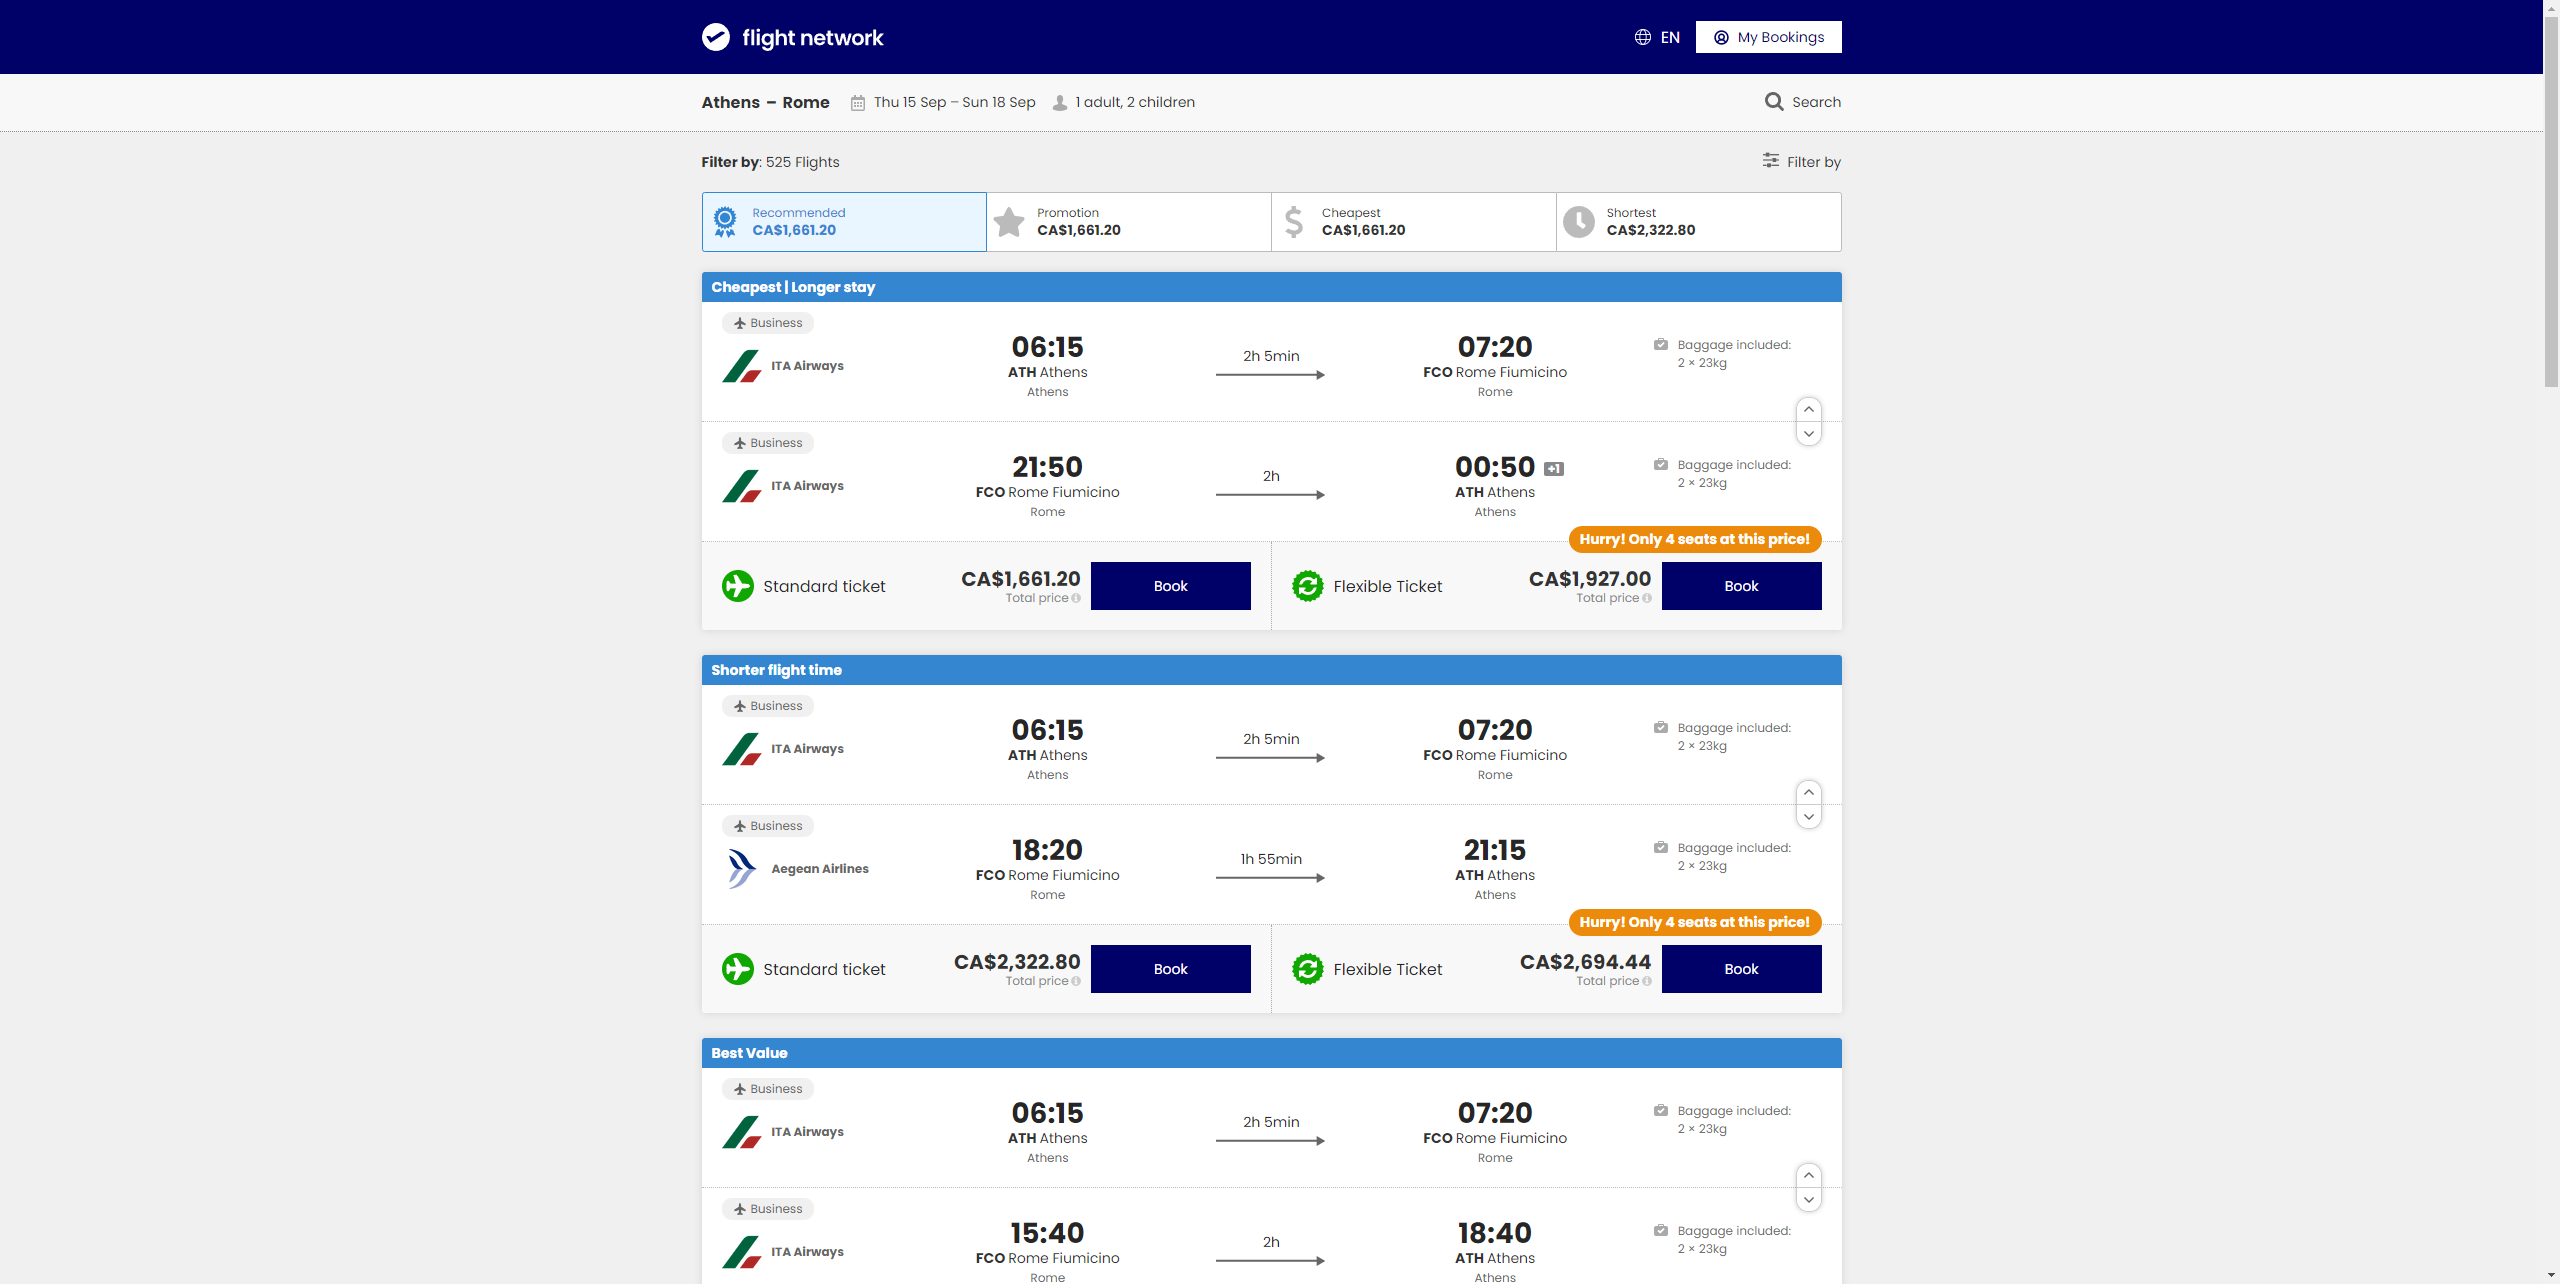 flight network
EN
My Bookings
Athens – Rome
Thu 15 Sep – Sun 18 Sep
1 adult, 2 children
Search
Filter by: 525 Flights
Filter by
Recommended
CA$1,661.20
Promotion
CA$1,661.20
Cheapest
CA$1,661.20
Shortest
CA$2,322.80
Cheapest | Longer stay
Business
ITA Airways
06:15
ATH Athens
Athens
2h 5min
07:20
FCO Rome Fiumicino
Rome
Baggage included:
2 × 23kg
Business
ITA Airways
21:50
FCO Rome Fiumicino
Rome
2h
00:50 +1
ATH Athens
Athens
Baggage included:
2 × 23kg
Hurry! Only 4 seats at this price!
Standard ticket
CA$1,661.20
Total price
Book
Flexible Ticket
CA$1,927.00
Total price
Book
Shorter flight time
Business
ITA Airways
06:15
ATH Athens
Athens
2h 5min
07:20
FCO Rome Fiumicino
Rome
Baggage included:
2 × 23kg
Business
Aegean Airlines
18:20
FCO Rome Fiumicino
Rome
1h 55min
21:15
ATH Athens
Athens
Baggage included:
2 × 23kg
Hurry! Only 4 seats at this price!
Standard ticket
CA$2,322.80
Total price
Book
Flexible Ticket
CA$2,694.44
Total price
Book
Best Value
Business
ITA Airways
06:15
ATH Athens
Athens
2h 5min
07:20
FCO Rome Fiumicino
Rome
Baggage included:
2 × 23kg
Business
ITA Airways
15:40
FCO Rome Fiumicino
Rome
2h
18:40
ATH Athens
Athens
Baggage included:
2 × 23kg